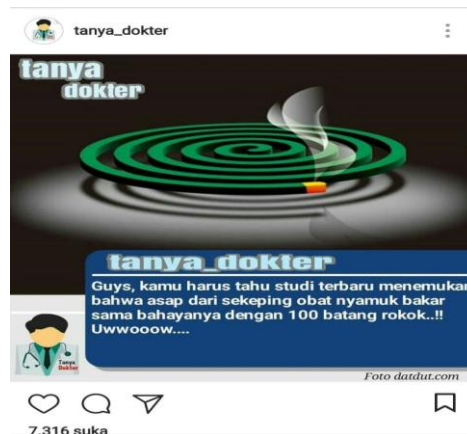 tanya_dokter
tanya
dokter
tanya_dokter
Guys, kamu harus tahu studi terbaru menemukan
bahwa asap dari sekeping obat nyamuk bakar
sama bahayanya dengan 100 batang rokok..!!
Uwwooow....
Tanya
Dokter
Foto datdut.com
7.316 suka